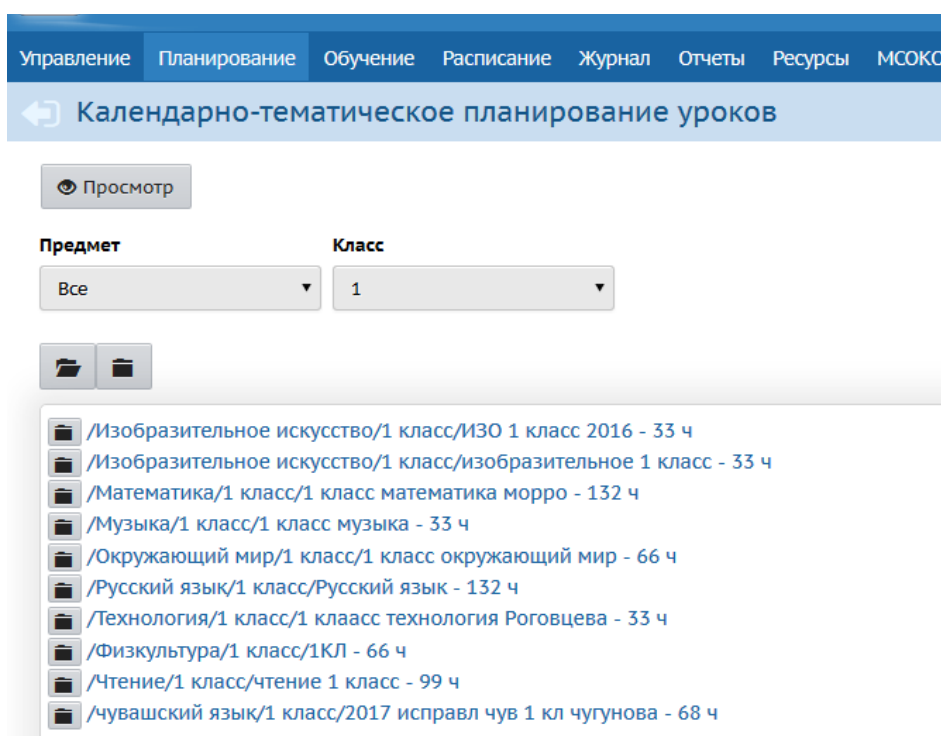 Управление Планирование Обучение Расписание Журнал Отчеты Ресурсы МСОКО
Календарно-тематическое планирование уроков
Просмотр
Предмет Класс
Все 1
/Изобразительное искусство/1 класс/ИЗО 1 класс 2016 - 33 ч
/Изобразительное искусство/1 класс/изобразительное 1 класс - 33 ч
/Математика/1 класс/1 класс математика морро - 132 ч
/Музыка/1 класс/1 класс музыка - 33 ч
/Окружающий мир/1 класс/1 класс окружающий мир - 66 ч
/Русский язык/1 класс/Русский язык - 132 ч
/Технология/1 класс/1 клаасс технология Роговцева - 33 ч
/Физкультура/1 класс/1КЛ - 66 ч
/Чтение/1 класс/чтение 1 класс - 99 ч
/чувашский язык/1 класс/2017 исправл чув 1 кл чугунова - 68 ч